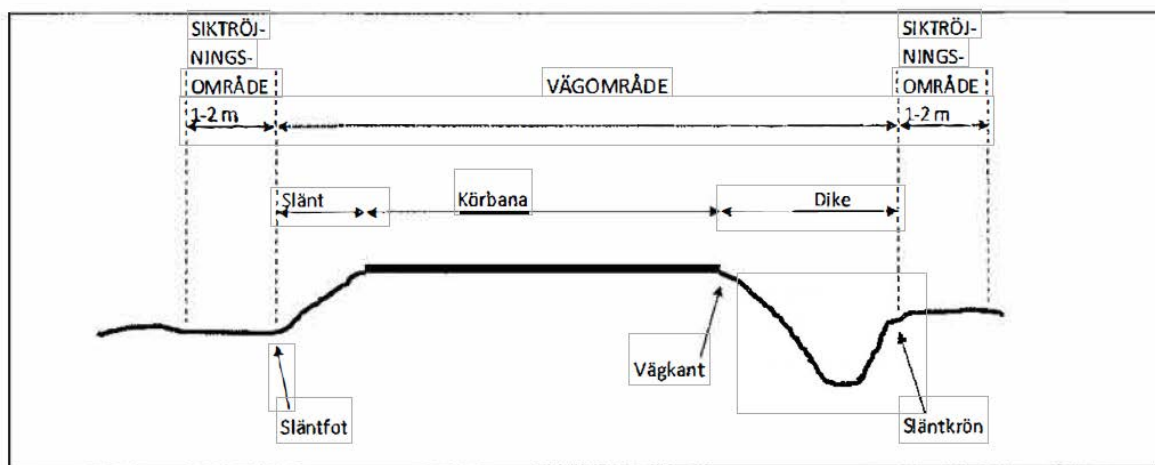 SIKTRÖJ-
NINGS-
OMRÅDE
1-2 m
VÄGOMRÅDE
SIKTRÖJ-
NINGS-
OMRÅDE
1-2 m
Slänt
Körbana
Dike
Vägkant
Släntfot
Släntkrön